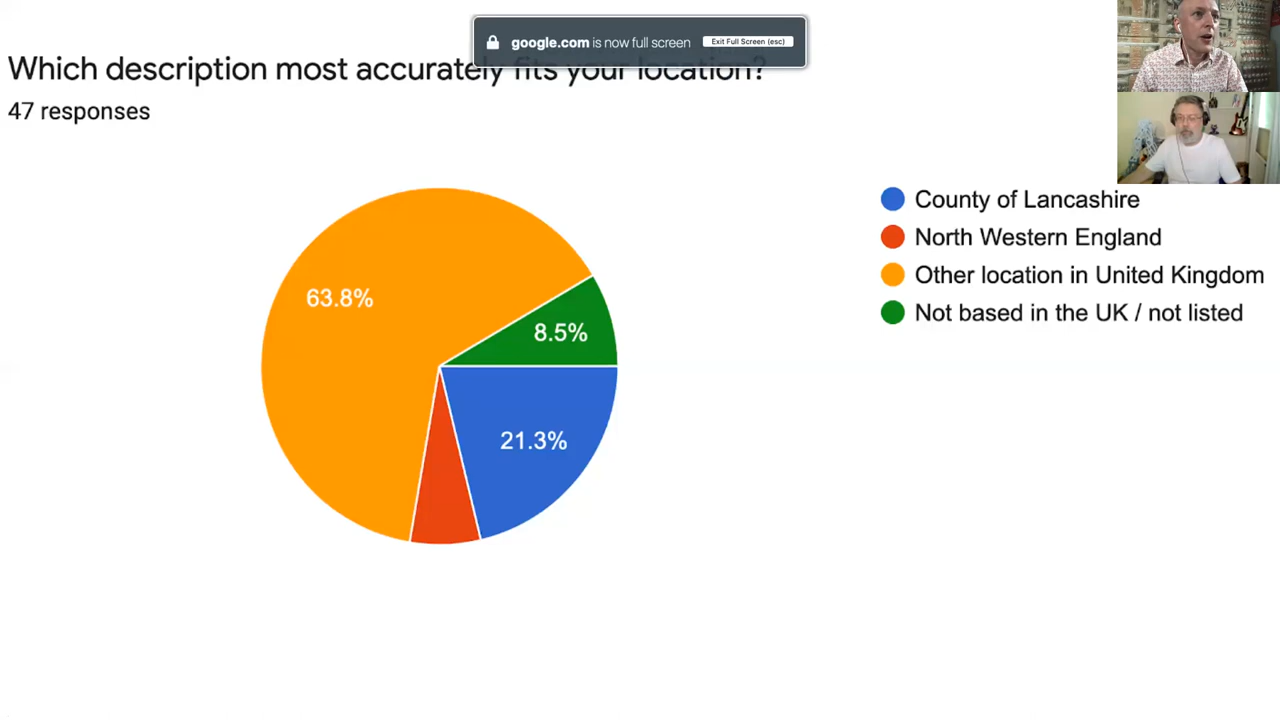 google.com is now full screen Exit Full Screen (esc)
Which description most accurately fits your location?
47 responses
County of Lancashire
North Western England
Other location in United Kingdom
Not based in the UK / not listed
63.8%
8.5%
21.3%